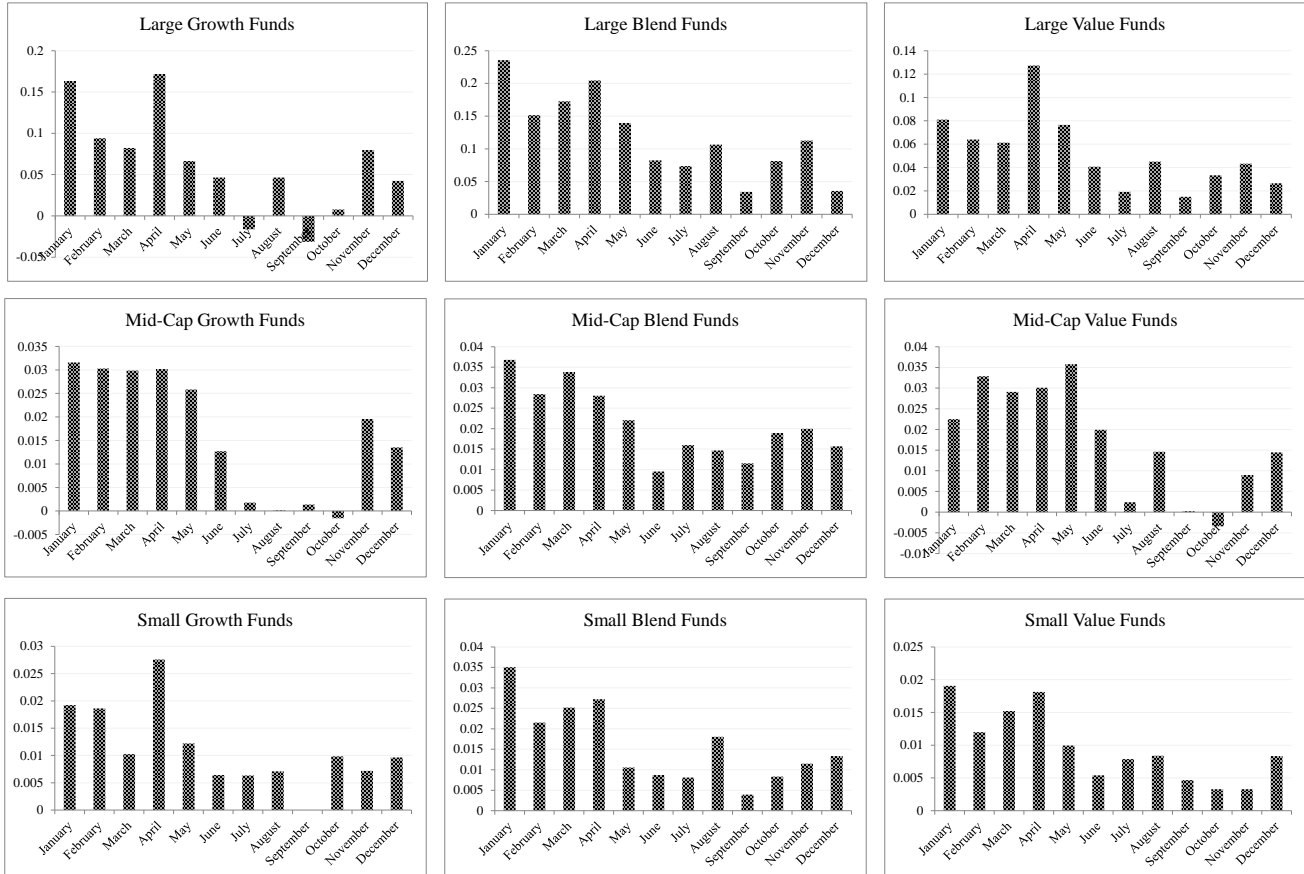 Large Growth Funds
0.2
0.15
0.1
0.05
0
-0.05
January
February
March
April
May
June
July
August
September
October
November
December
Large Blend Funds
0.25
0.2
0.15
0.1
0.05
0
January
February
March
April
May
June
July
August
September
October
November
December
Large Value Funds
0.14
0.12
0.1
0.08
0.06
0.04
0.02
0
January
February
March
April
May
June
July
August
September
October
November
December
Mid-Cap Growth Funds
0.035
0.03
0.025
0.02
0.015
0.01
0.005
0
-0.005
January
February
March
April
May
June
July
August
September
October
November
December
Mid-Cap Blend Funds
0.04
0.035
0.03
0.025
0.02
0.015
0.01
0.005
0
January
February
March
April
May
June
July
August
September
October
November
December
Mid-Cap Value Funds
0.04
0.035
0.03
0.025
0.02
0.015
0.01
0.005
0
-0.005
-0.01
January
February
March
April
May
June
July
August
September
October
November
December
Small Growth Funds
0.03
0.025
0.02
0.015
0.01
0.005
0
January
February
March
April
May
June
July
August
September
October
November
December
Small Blend Funds
0.04
0.035
0.03
0.025
0.02
0.015
0.01
0.005
0
January
February
March
April
May
June
July
August
September
October
November
December
Small Value Funds
0.025
0.02
0.015
0.01
0.005
0
January
February
March
April
May
June
July
August
September
October
November
December